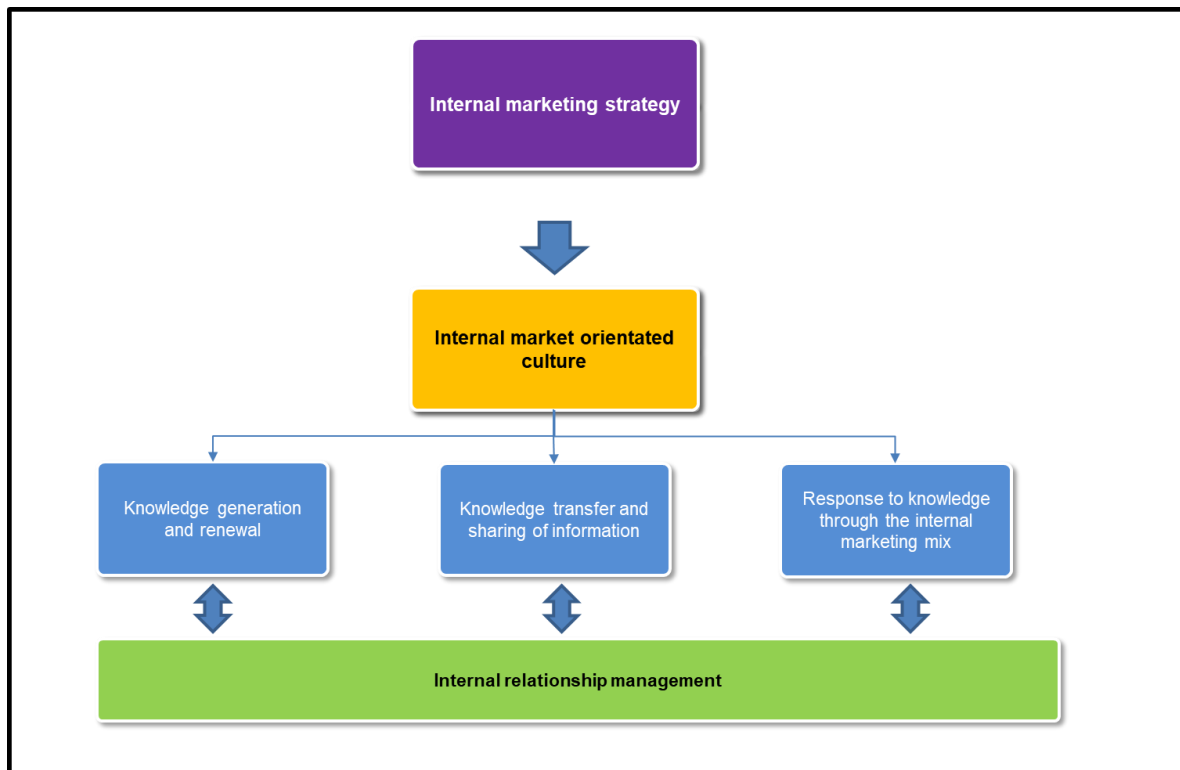 Internal marketing strategy
Internal market orientated
culture
Knowledge generation
and renewal
Knowledge transfer and
sharing of information
Response to knowledge
through the internal
marketing mix
Internal relationship management